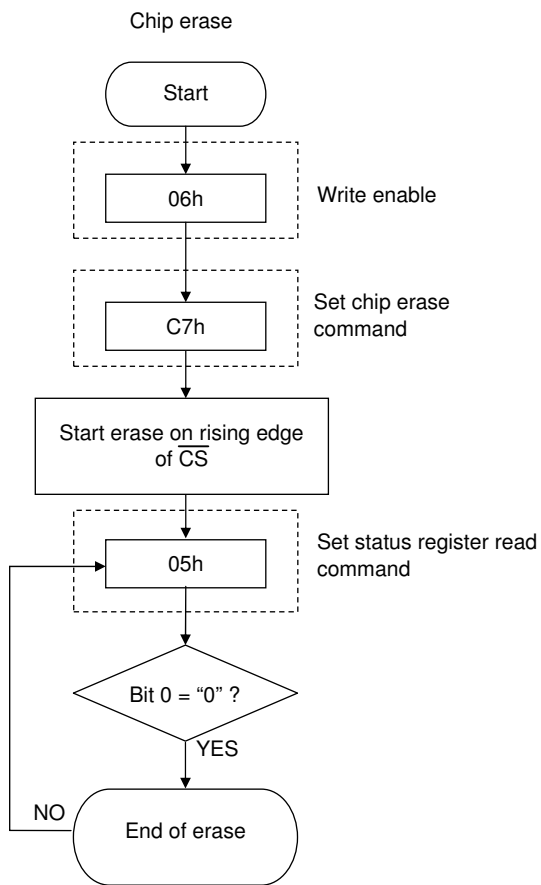 Chip erase
Start
06h
Write enable
C7h
Set chip erase
command
Start erase on rising edge
of C̅S̅
05h
Set status register read
command
Bit 0 = “0” ?
YES
NO
End of erase